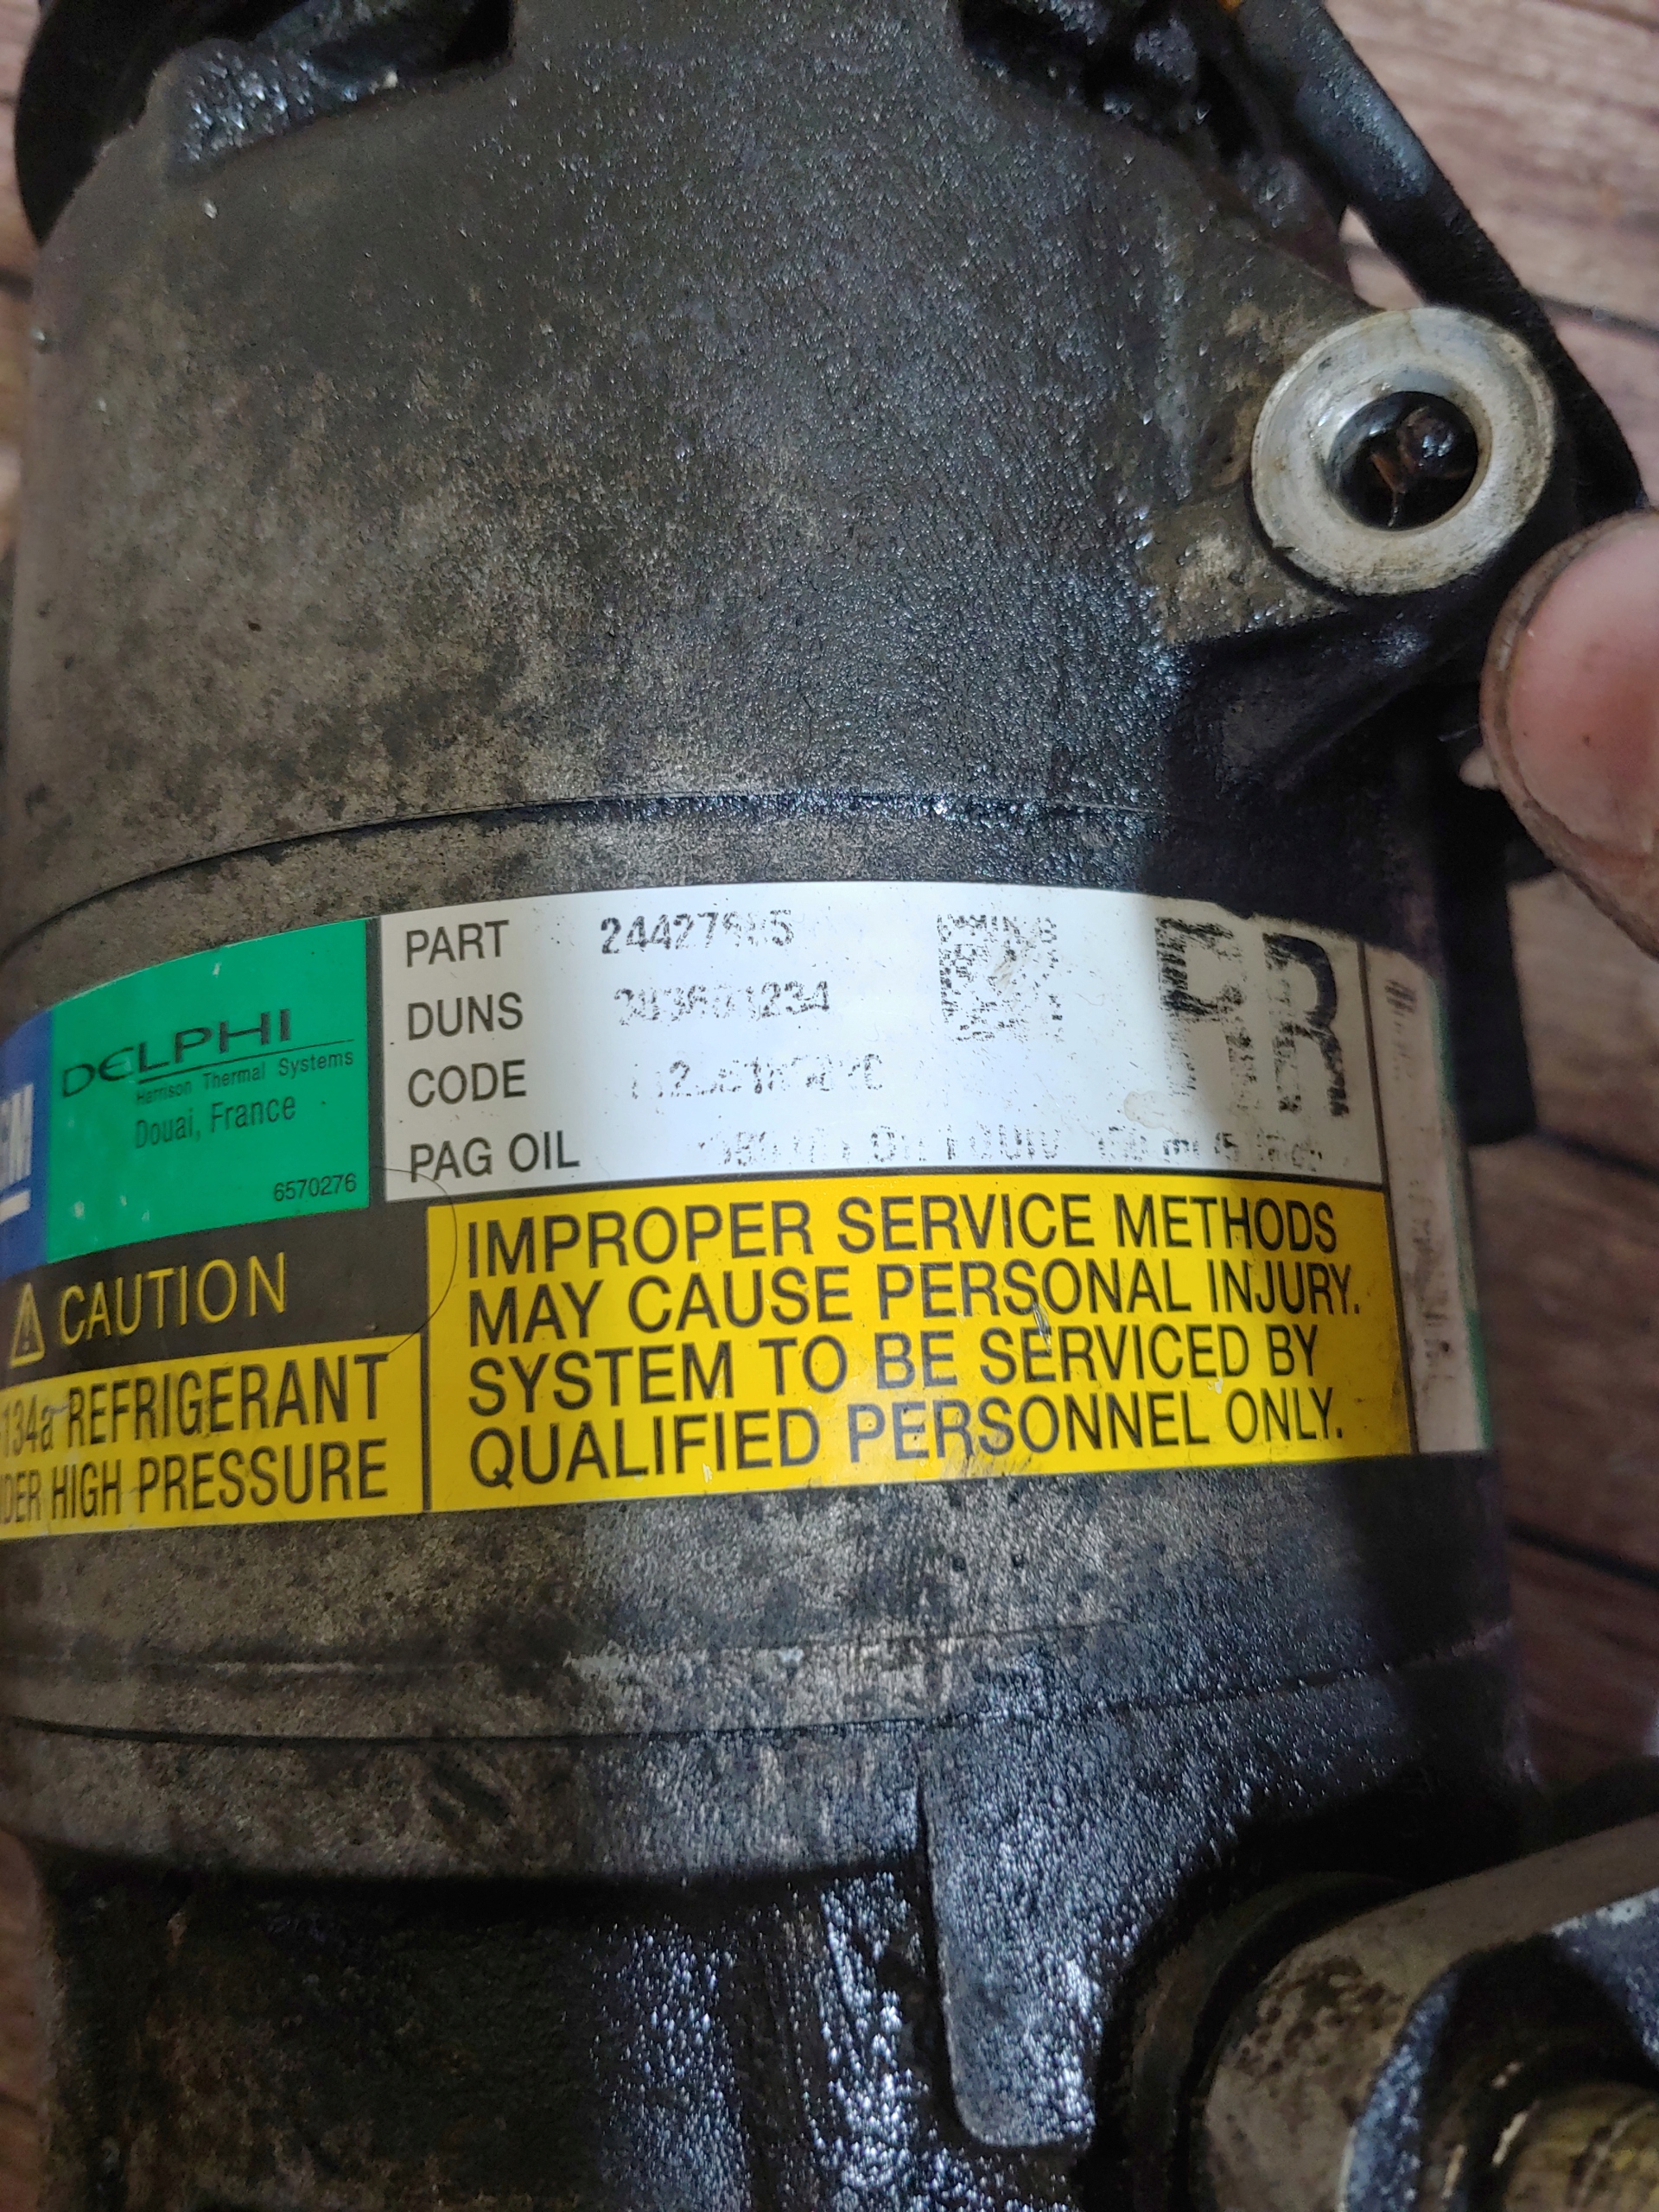 DELPHI
Harrison Thermal Systems
Douai, France
6570276
PART
DUNS
CODE
PAG OIL
RR
CAUTION
134a REFRIGERANT
HIGH PRESSURE
IMPROPER SERVICE METHODS
MAY CAUSE PERSONAL INJURY.
SYSTEM TO BE SERVICED BY
QUALIFIED PERSONNEL ONLY.